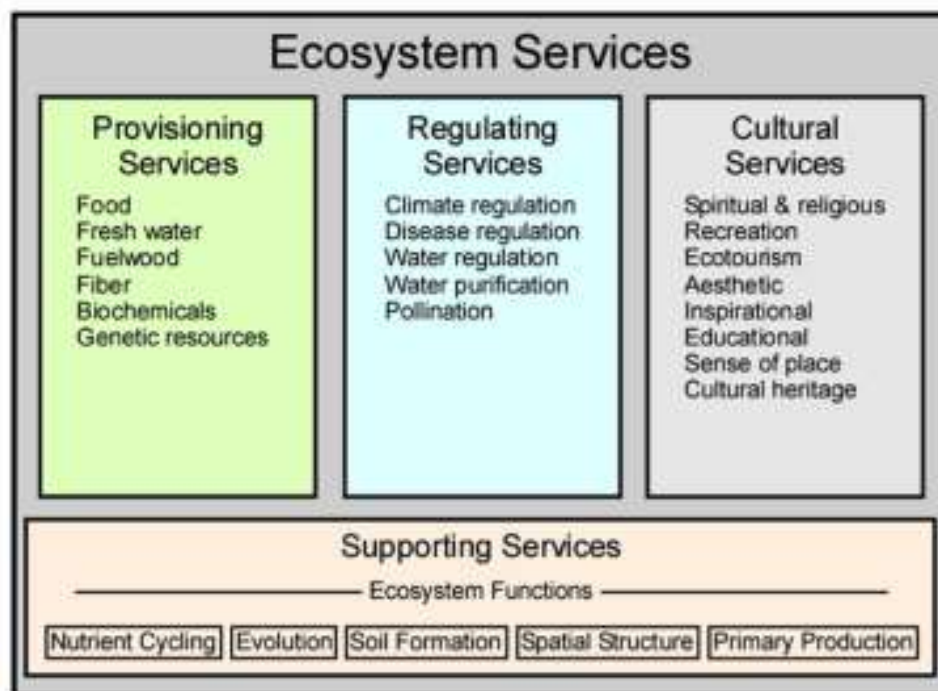 Ecosystem Services
Provisioning
Services
Food
Fresh water
Fuelwood
Fiber
Biochemicals
Genetic resources
Regulating
Services
Climate regulation
Disease regulation
Water regulation
Water purification
Pollination
Cultural
Services
Spiritual & religious
Recreation
Ecotourism
Aesthetic
Inspirational
Educational
Sense of place
Cultural heritage
Supporting Services
Ecosystem Functions
Nutrient Cycling
Evolution
Soil Formation
Spatial Structure
Primary Production